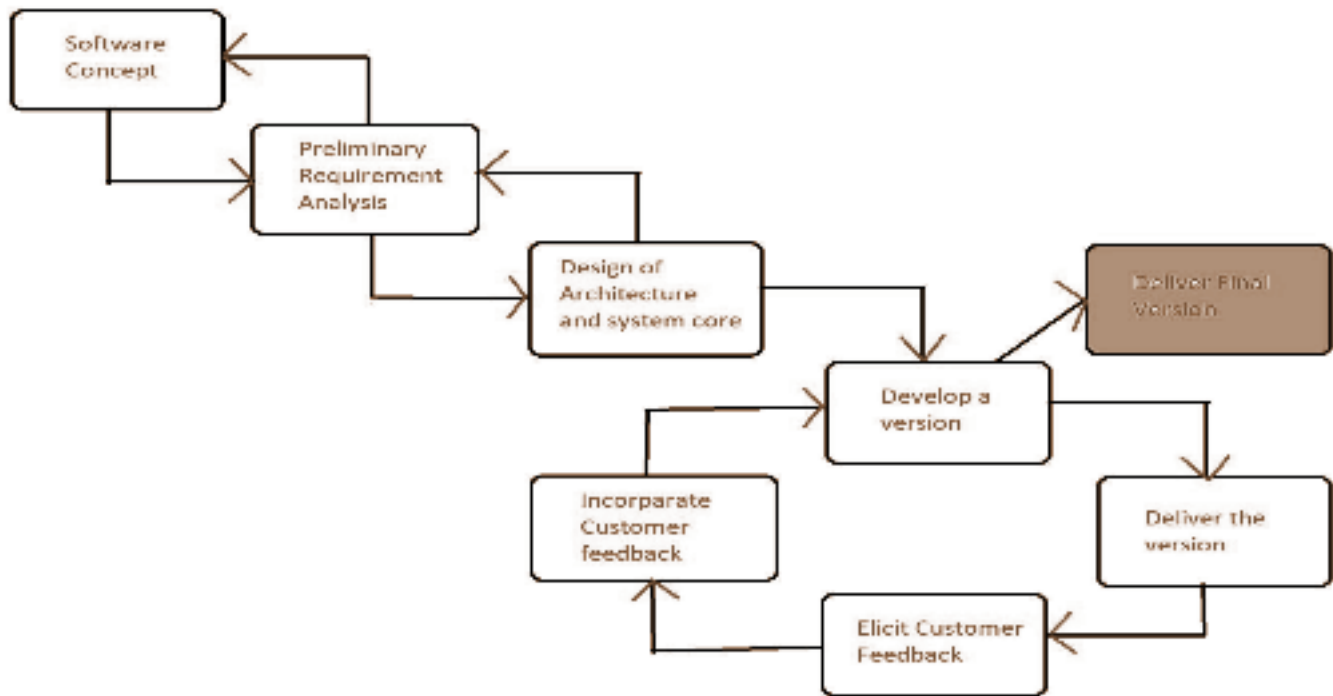 Software
Concept
Preliminary
Requirement
Analysis
Design of
Architecture
and system core
Deliver Final
Version
Develop a
version
Incorparate
Customer
feedback
Deliver the
version
Elicit Customer
Feedback